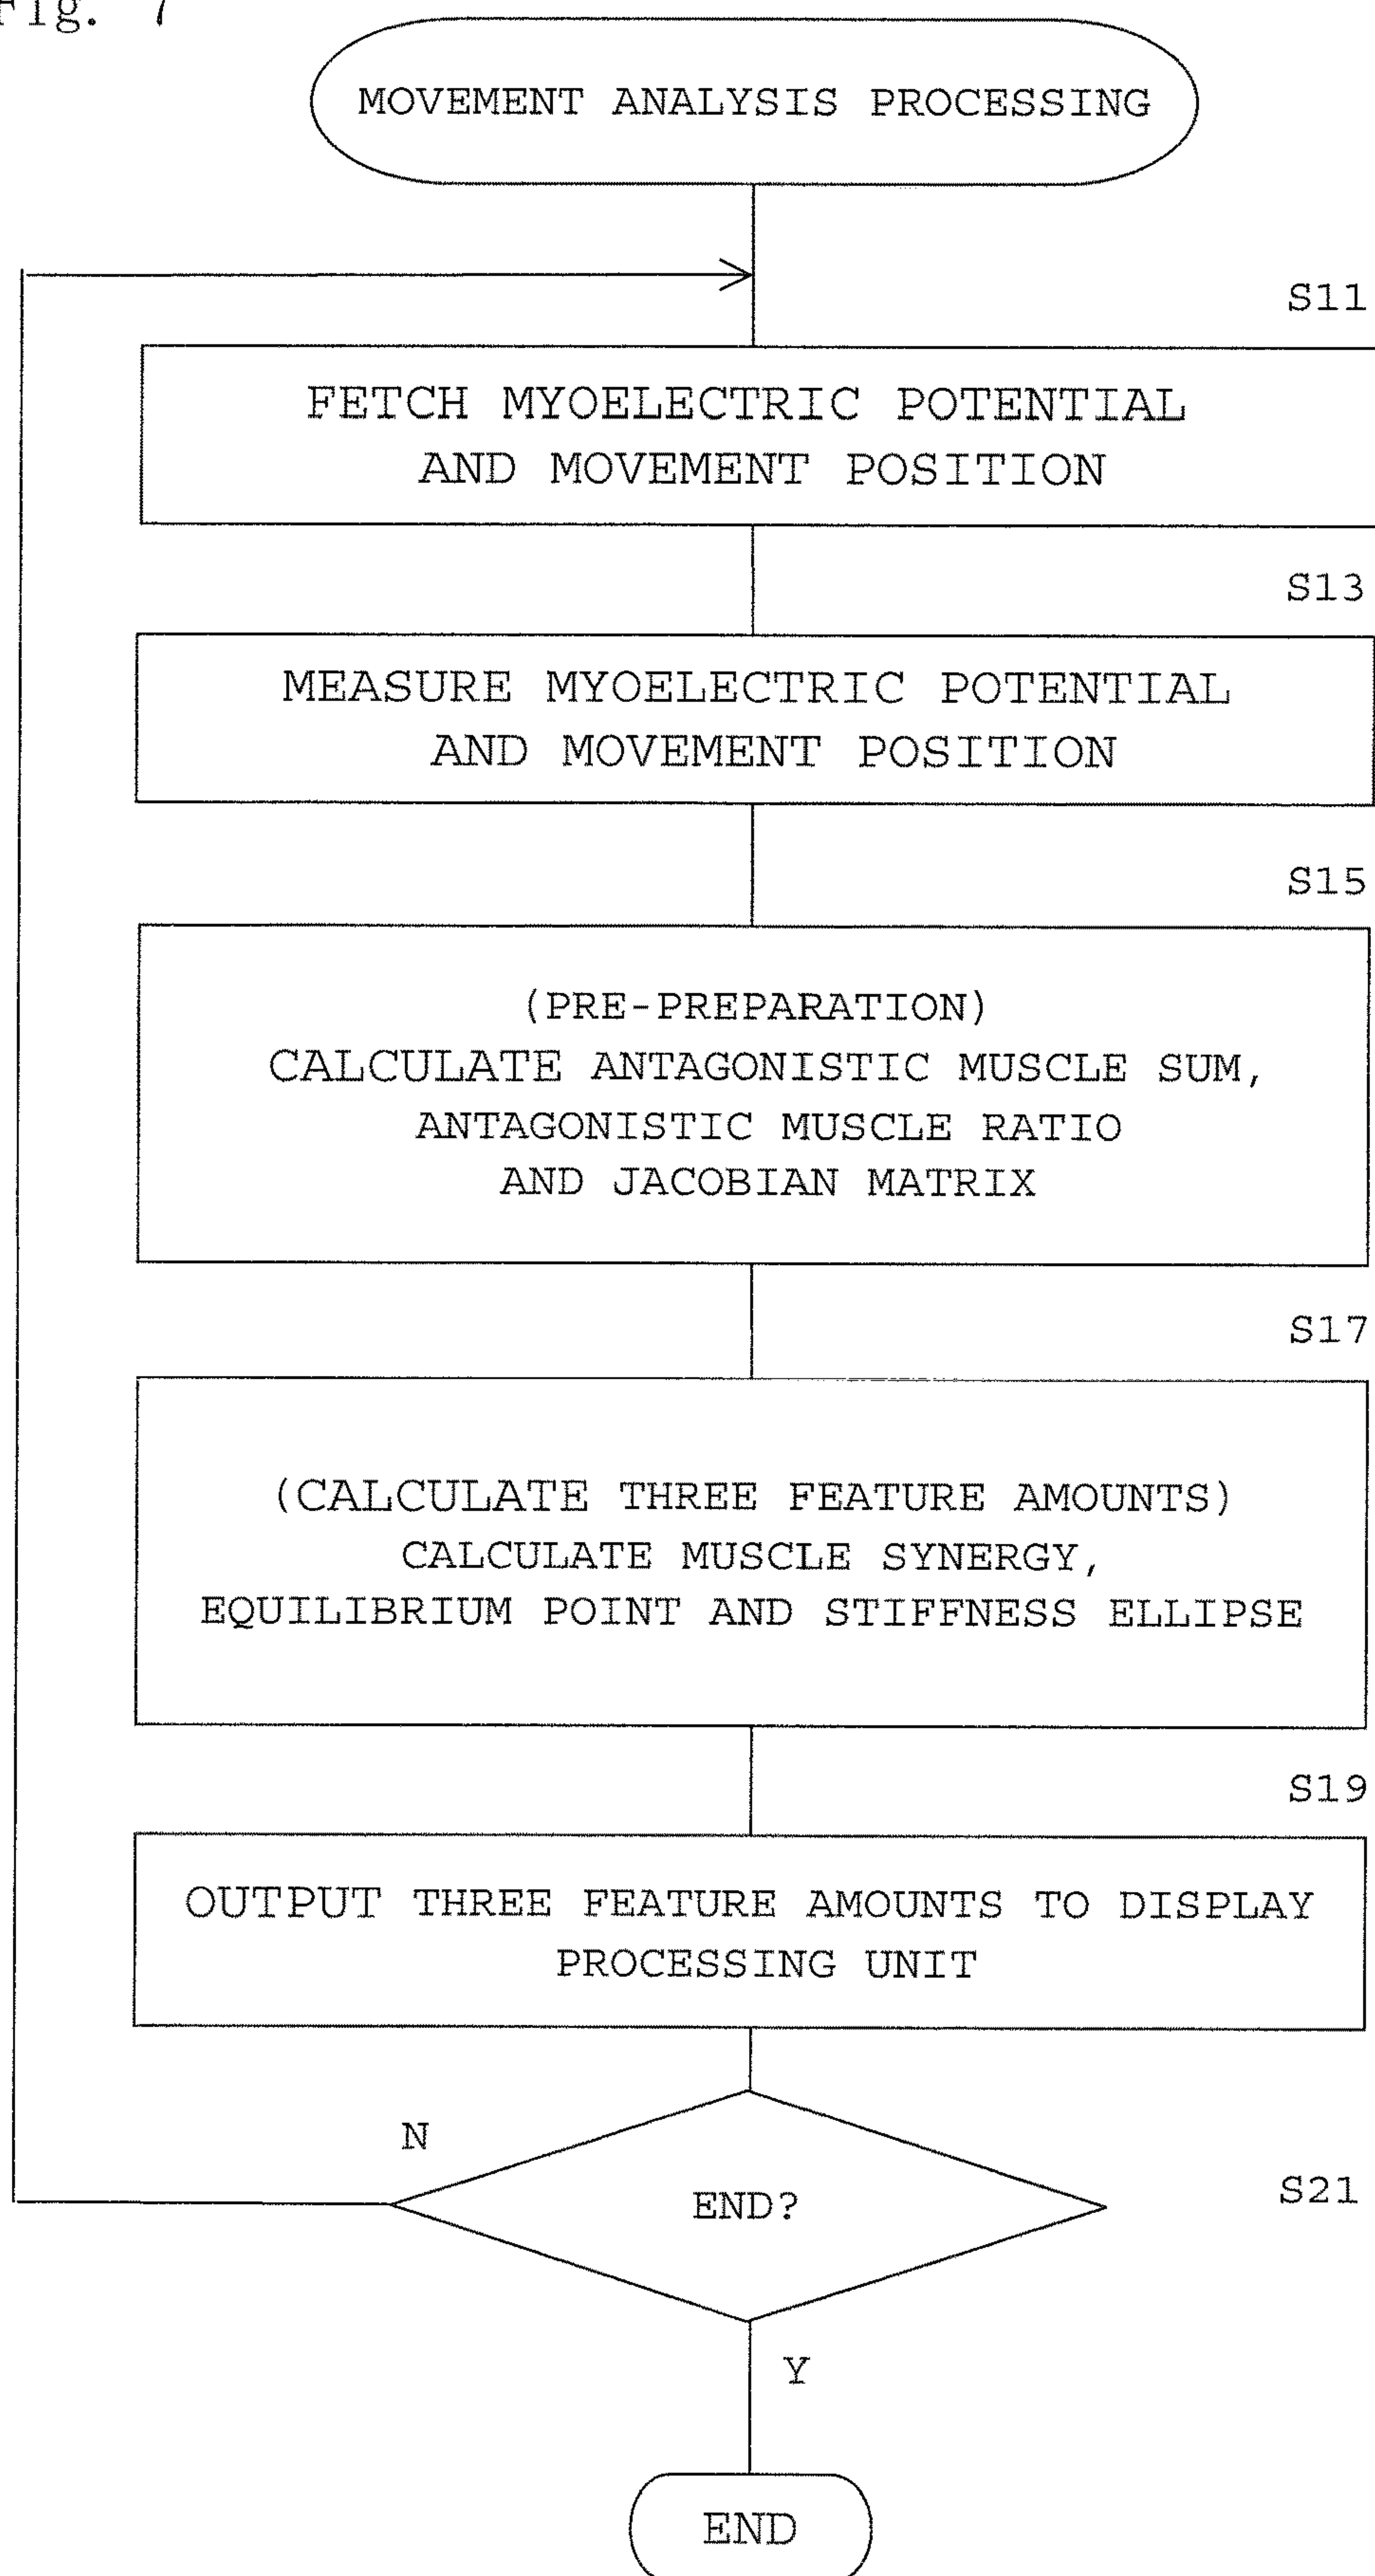 Fig. 7
MOVEMENT ANALYSIS PROCESSING
S11
FETCH MYOELECTRIC POTENTIAL
AND MOVEMENT POSITION
S13
MEASURE MYOELECTRIC POTENTIAL
AND MOVEMENT POSITION
S15
(PRE-PREPARATION)
CALCULATE ANTAGONISTIC MUSCLE SUM,
ANTAGONISTIC MUSCLE RATIO
AND JACOBIAN MATRIX
S17
(CALCULATE THREE FEATURE AMOUNTS)
CALCULATE MUSCLE SYNERGY,
EQUILIBRIUM POINT AND STIFFNESS ELLIPSE
S19
OUTPUT THREE FEATURE AMOUNTS TO DISPLAY
PROCESSING UNIT
N
END?
S21
Y
END